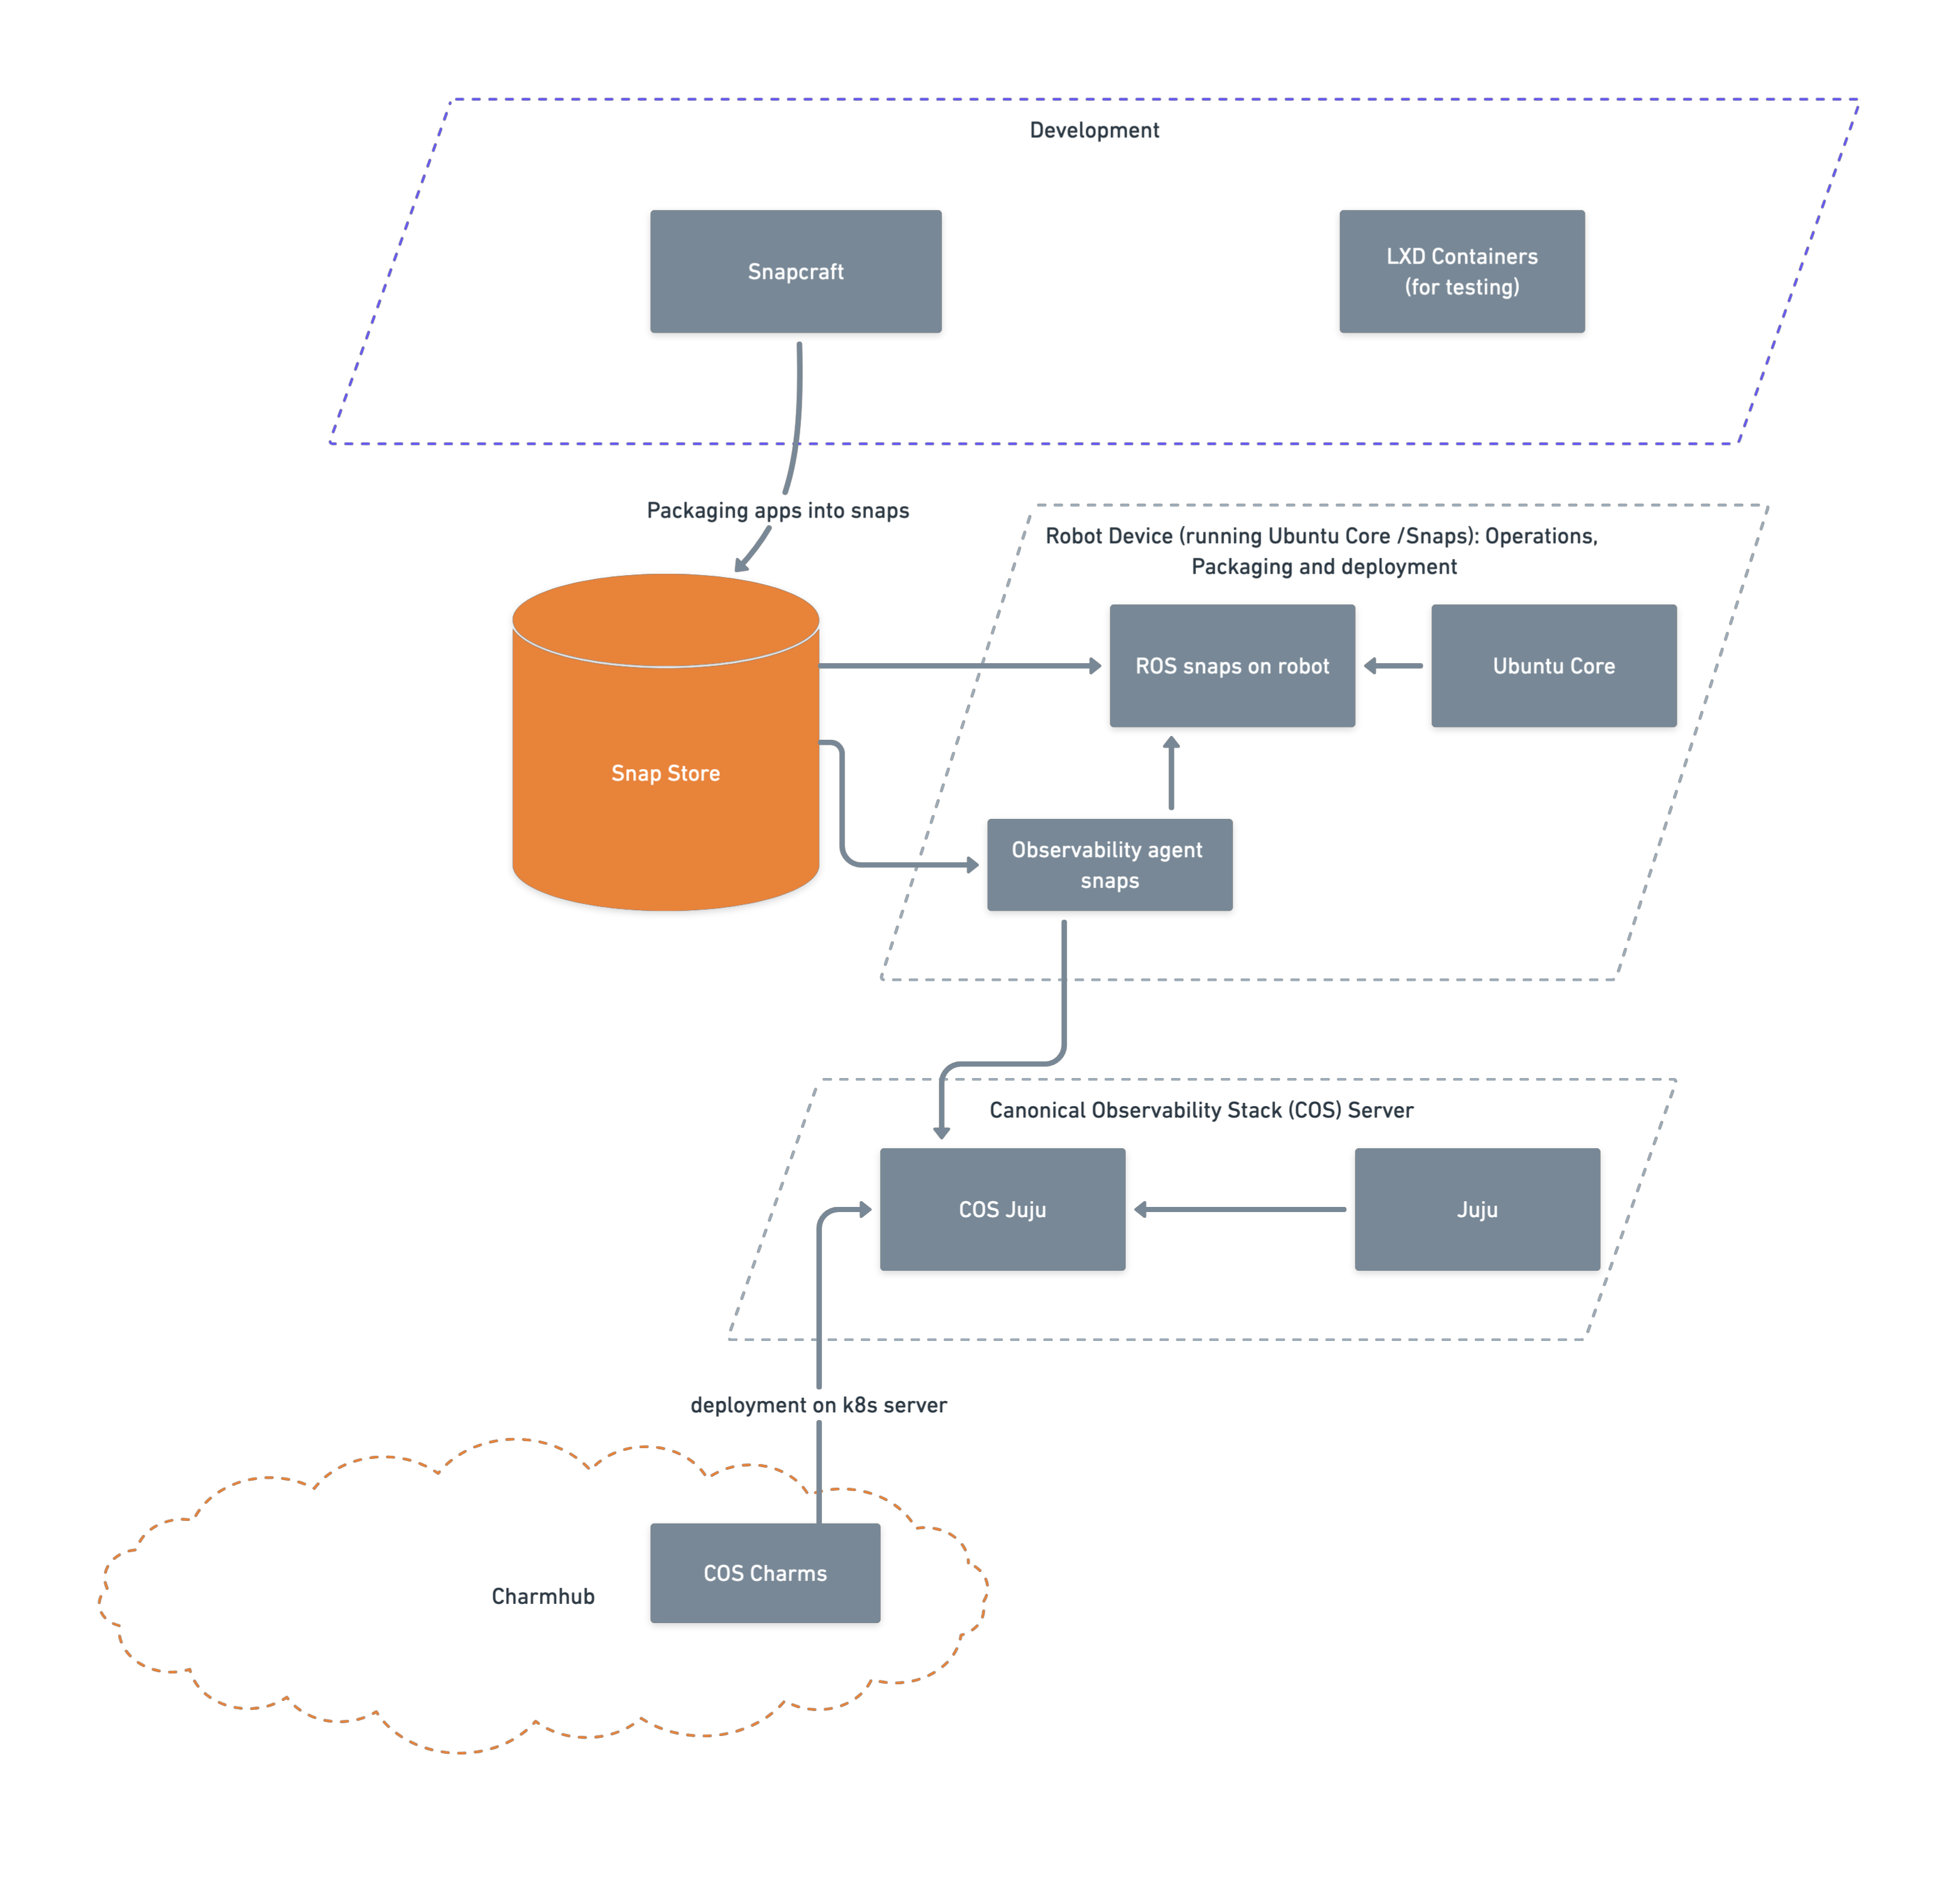 Development
Snapcraft
LXD Containers
(for testing)
Packaging apps into snaps
Robot Device (running Ubuntu Core /Snaps): Operations,
Packaging and deployment
ROS snaps on robot
Ubuntu Core
Snap Store
Observability agent
snaps
Canonical Observability Stack (COS) Server
COS Juju
Juju
deployment on k8s server
COS Charms
Charmhub